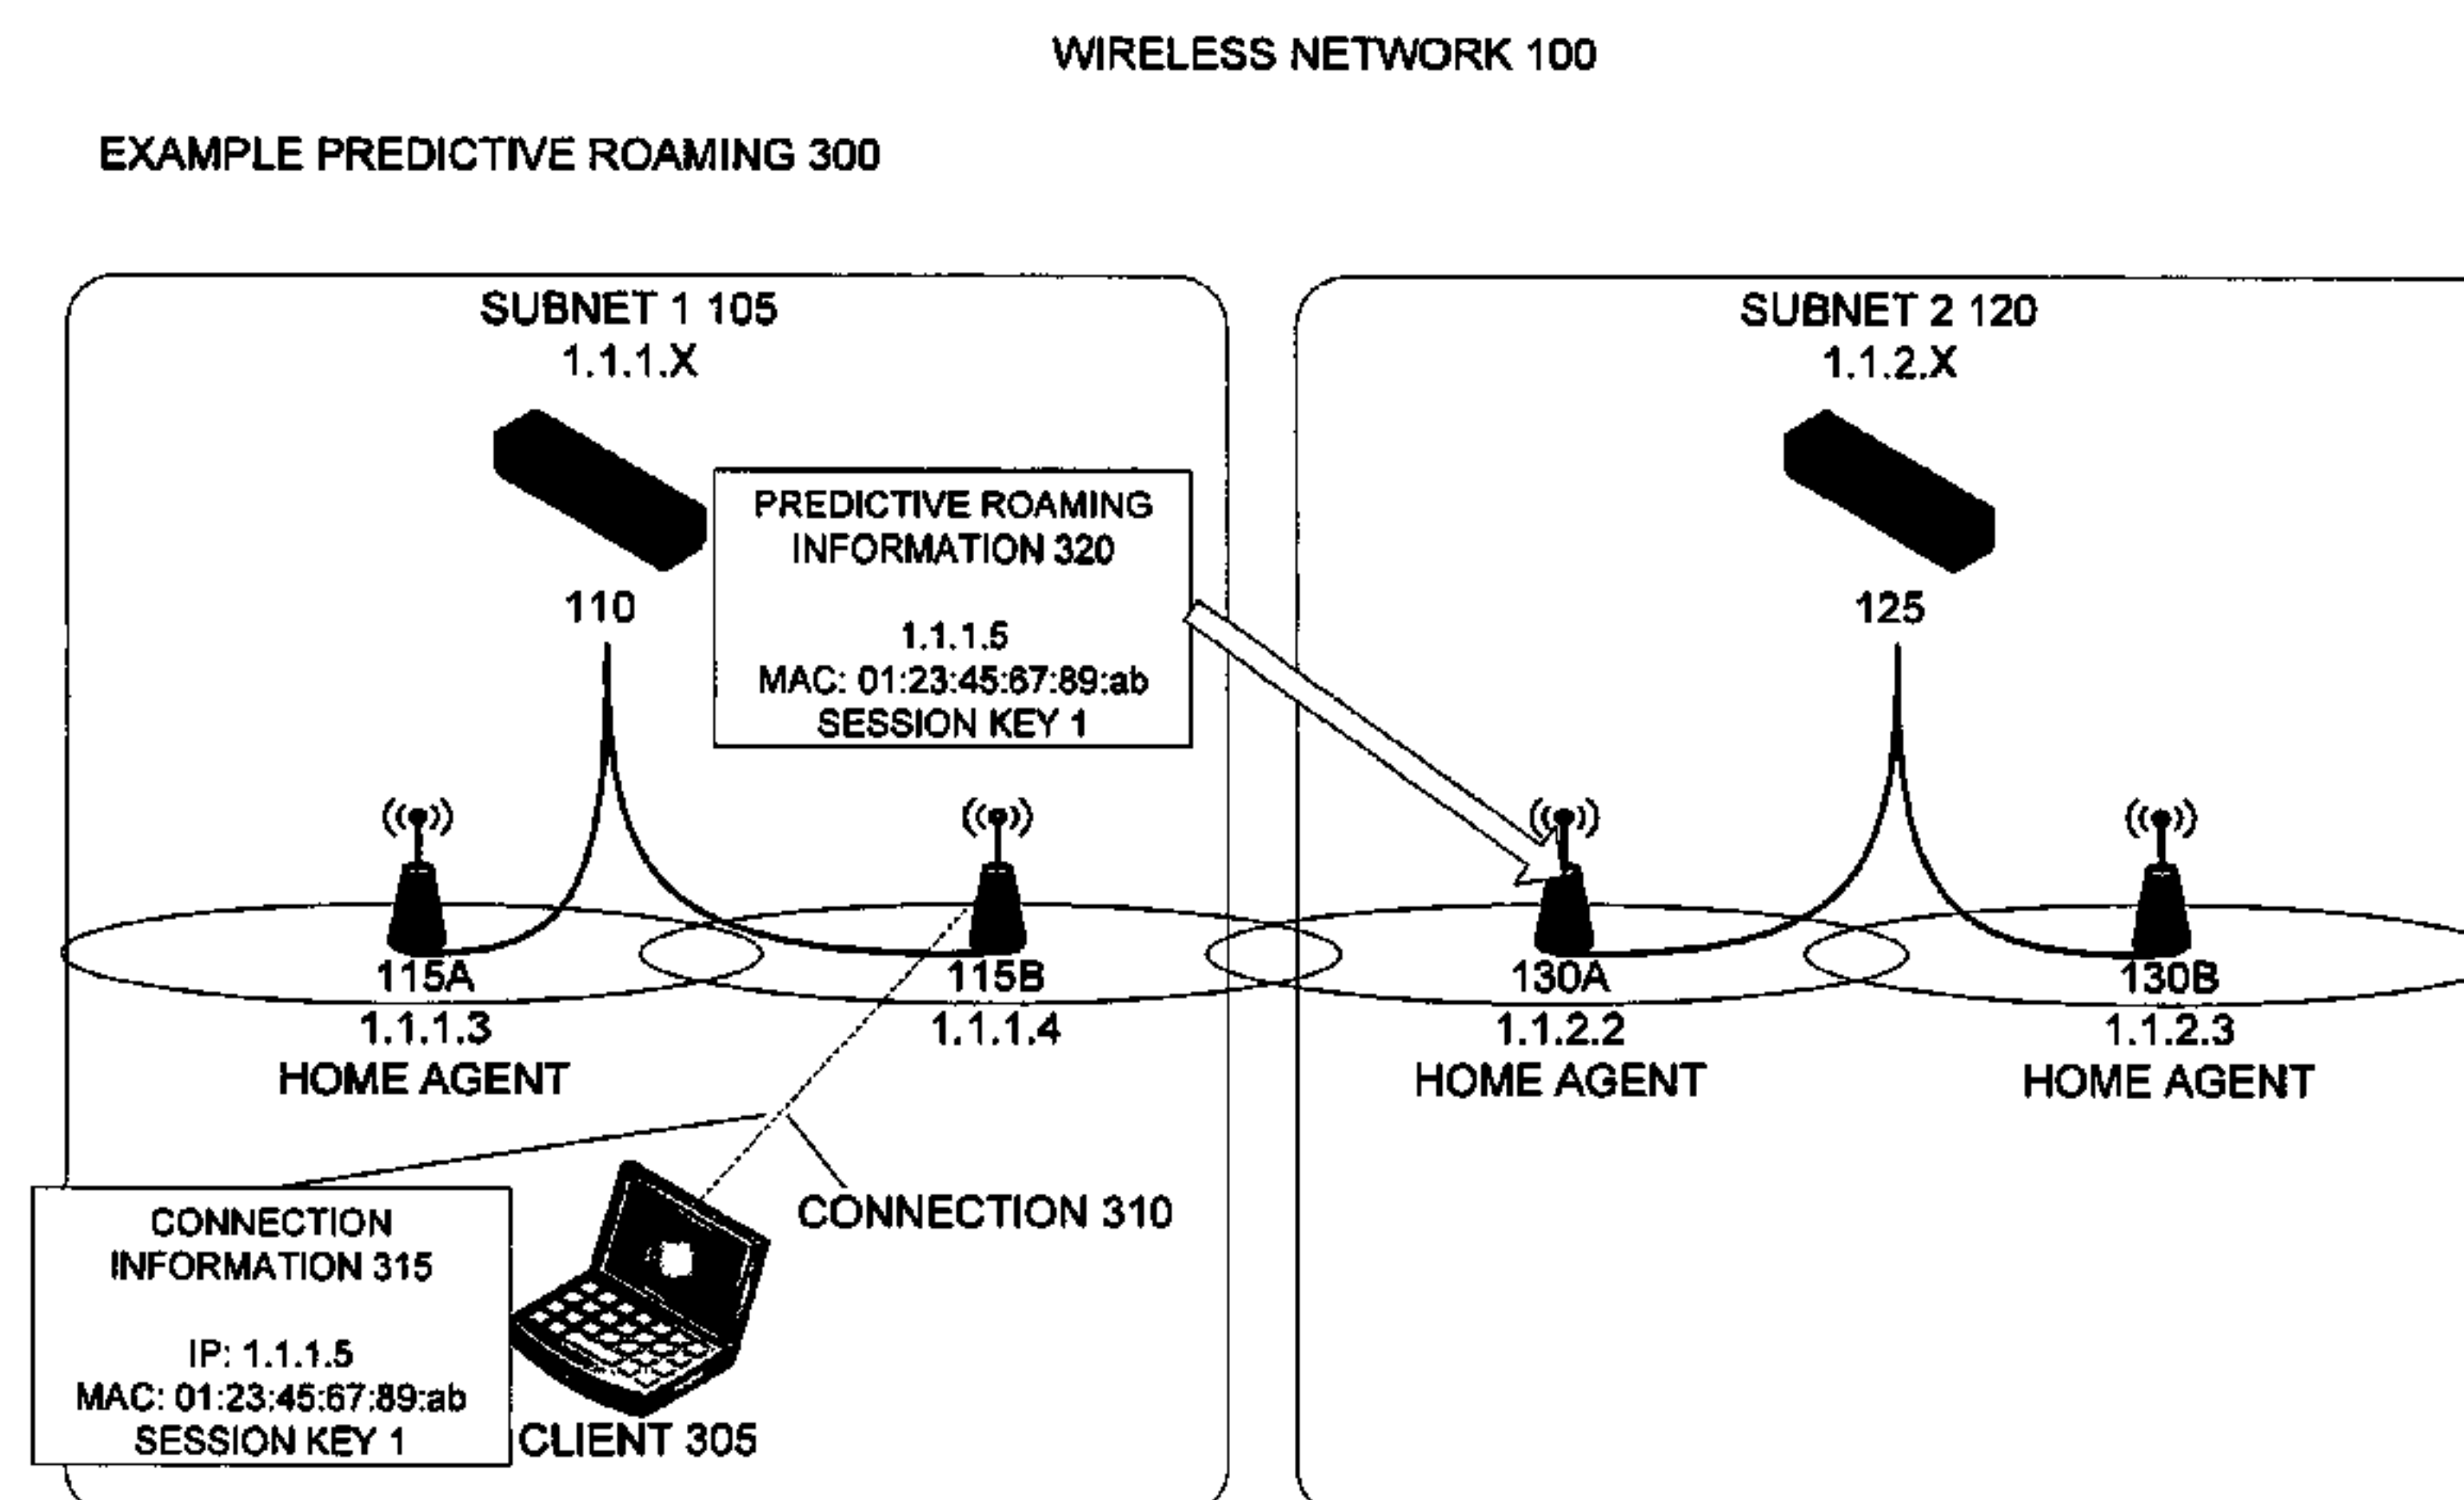 WIRELESS NETWORK 100
EXAMPLE PREDICTIVE ROAMING 300
SUBNET 1 105
1.1.1.X
SUBNET 2 120
1.1.2.X
PREDICTIVE ROAMING
INFORMATION 320
1.1.1.5
MAC: 01:23:45:67:89:ab
SESSION KEY 1
110
125
115A
1.1.1.3
HOME AGENT
115B
1.1.1.4
130A
1.1.2.2
HOME AGENT
130B
1.1.2.3
HOME AGENT
CONNECTION 310
CONNECTION
INFORMATION 315
IP: 1.1.1.5
MAC: 01:23:45:67:89:ab
SESSION KEY 1
CLIENT 305